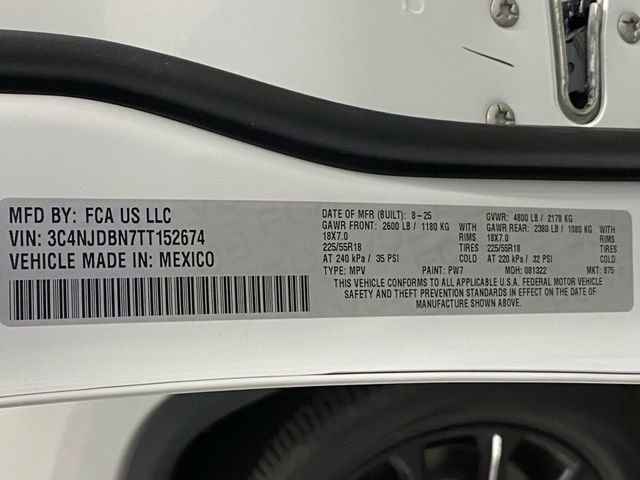 MFD BY: FCA US LLC
VIN: 3C4NJDBN7TT152674
VEHICLE MADE IN: MEXICO
DATE OF MFR (BUILT): 8-25 GVWR: 4800 LB / 2178 KG
GAWR FRONT: 2600 LB / 1180 KG WITH GAWR REAR: 2380 LB / 1080 KG WITH
18X7.0 RIMS 18X7.0 RIMS
225/55R18 TIRES 225/55R18 TIRES
AT 240 kPa / 35 PSI COLD AT 220 kPa / 32 PSI COLD
TYPE: MPV PAINT: PW7 MDH: 081322 MKT: 875
THIS VEHICLE CONFORMS TO ALL APPLICABLE U.S.A. FEDERAL MOTOR VEHICLE
SAFETY AND THEFT PREVENTION STANDARDS IN EFFECT ON THE DATE OF
MANUFACTURE SHOWN ABOVE.